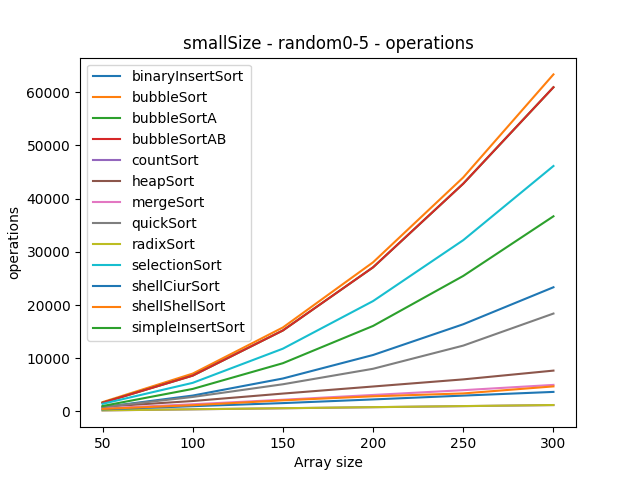 smallSize - random0-5 - operations
binaryInsertSort
bubbleSort
bubbleSortA
bubbleSortAB
countSort
heapSort
mergeSort
quickSort
radixSort
selectionSort
shellCiurSort
shellShellSort
simpleInsertSort
operations
60000
50000
40000
30000
20000
10000
0
50 100 150 200 250 300
Array size